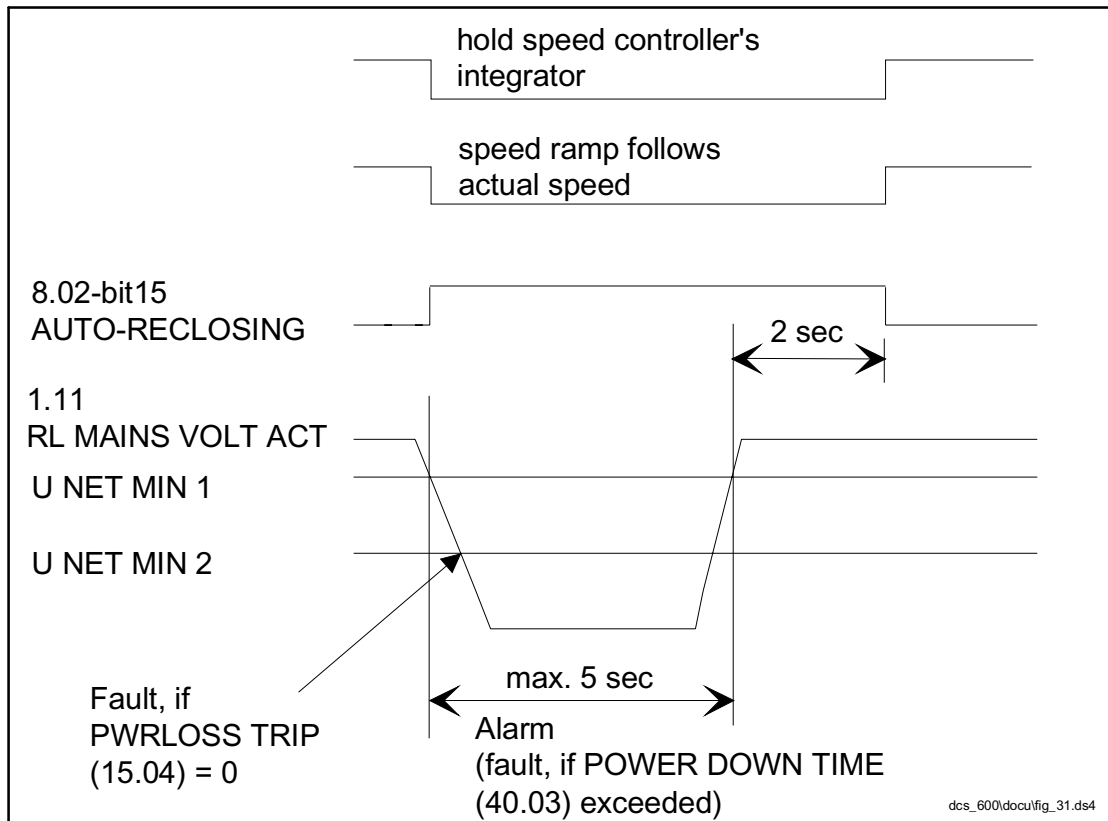 hold speed controller's
integrator
speed ramp follows
actual speed
8.02-bit15
AUTO-RECLOSING
2 sec
1.11
RL MAINS VOLT ACT
U NET MIN 1
U NET MIN 2
max. 5 sec
Fault, if
PWRLOSS TRIP
(15.04) = 0
Alarm
(fault, if POWER DOWN TIME
(40.03) exceeded)
dcs_600\docu\fig_31.ds4